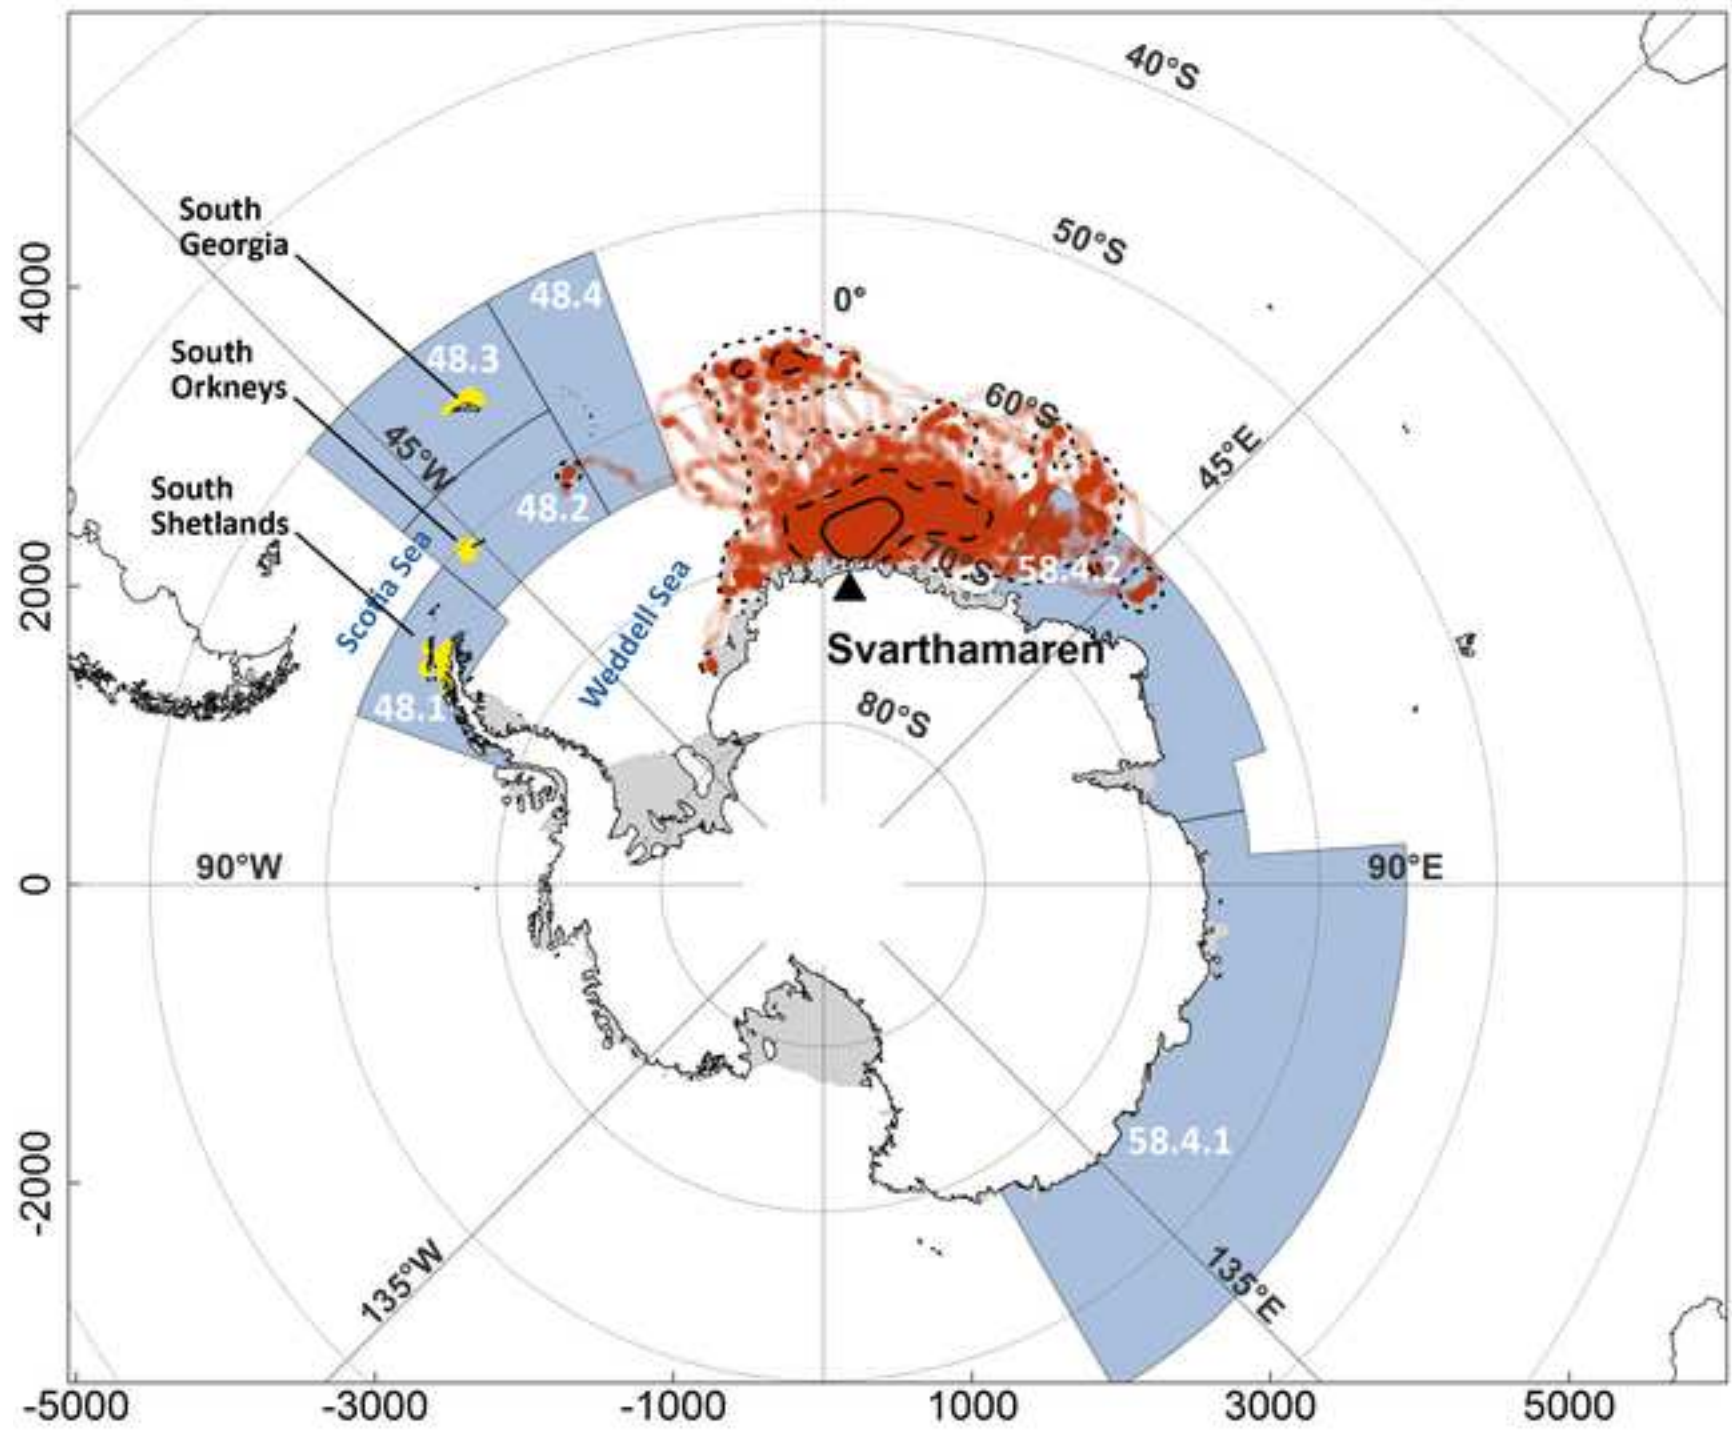 40°S
South
Georgia
50°S
4000
48.4
0°
48.3
South
Orkneys
60°S
45°W
45°E
South
Shetlands
48.2
70°S
58.4.2
2000
Scotia Sea
Weddell Sea
Svarthamaren
48.1
80°S
90°W
90°E
0
58.4.1
-2000
135°W
135°E
-5000
-3000
-1000
1000
3000
5000